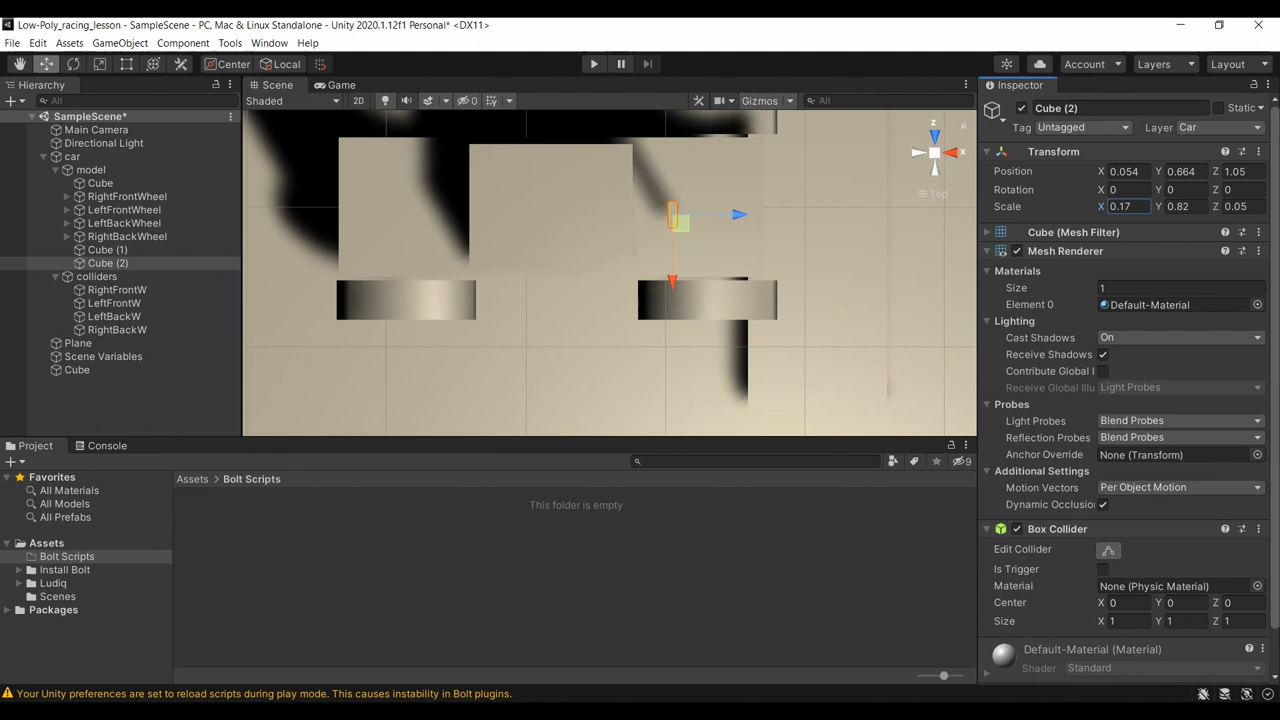 Low-Poly_racing_lesson - SampleScene - PC, Mac & Linux Standalone - Unity 2020.1.12f1 Personal* <DX11>
File Edit Assets GameObject Component Tools Window Help
Center Local Account Layers Layout
Hierarchy
All
SampleScene*
Main Camera
Directional Light
car
model
Cube
RightFrontWheel
LeftFrontWheel
LeftBackWheel
RightBackWheel
Cube (1)
Cube (2)
colliders
RightFrontW
LeftFrontW
LeftBackW
RightBackW
Plane
Scene Variables
Cube
Scene Game
Shaded 2D 0 Gizmos All
z
x
Top
Inspector
Cube (2) Static
Tag Untagged Layer Car
Transform
Position X 0.054 Y 0.664 Z 1.05
Rotation X 0 Y 0 Z 0
Scale X 0.17 Y 0.82 Z 0.05
Cube (Mesh Filter)
Mesh Renderer
Materials
Size 1
Element 0 Default-Material
Lighting
Cast Shadows On
Receive Shadows
Contribute Global I
Receive Global Illu Light Probes
Probes
Light Probes Blend Probes
Reflection Probes Blend Probes
Anchor Override None (Transform)
Additional Settings
Motion Vectors Per Object Motion
Dynamic Occlusion
Box Collider
Edit Collider
Is Trigger
Material None (Physic Material)
Center X 0 Y 0 Z 0
Size X 1 Y 1 Z 1
Default-Material (Material)
Shader Standard
Project Console
9
Favorites
All Materials
All Models
All Prefabs
Assets
Bolt Scripts
Install Bolt
Ludiq
Scenes
Packages
Assets > Bolt Scripts
This folder is empty
Your Unity preferences are set to reload scripts during play mode. This causes instability in Bolt plugins.